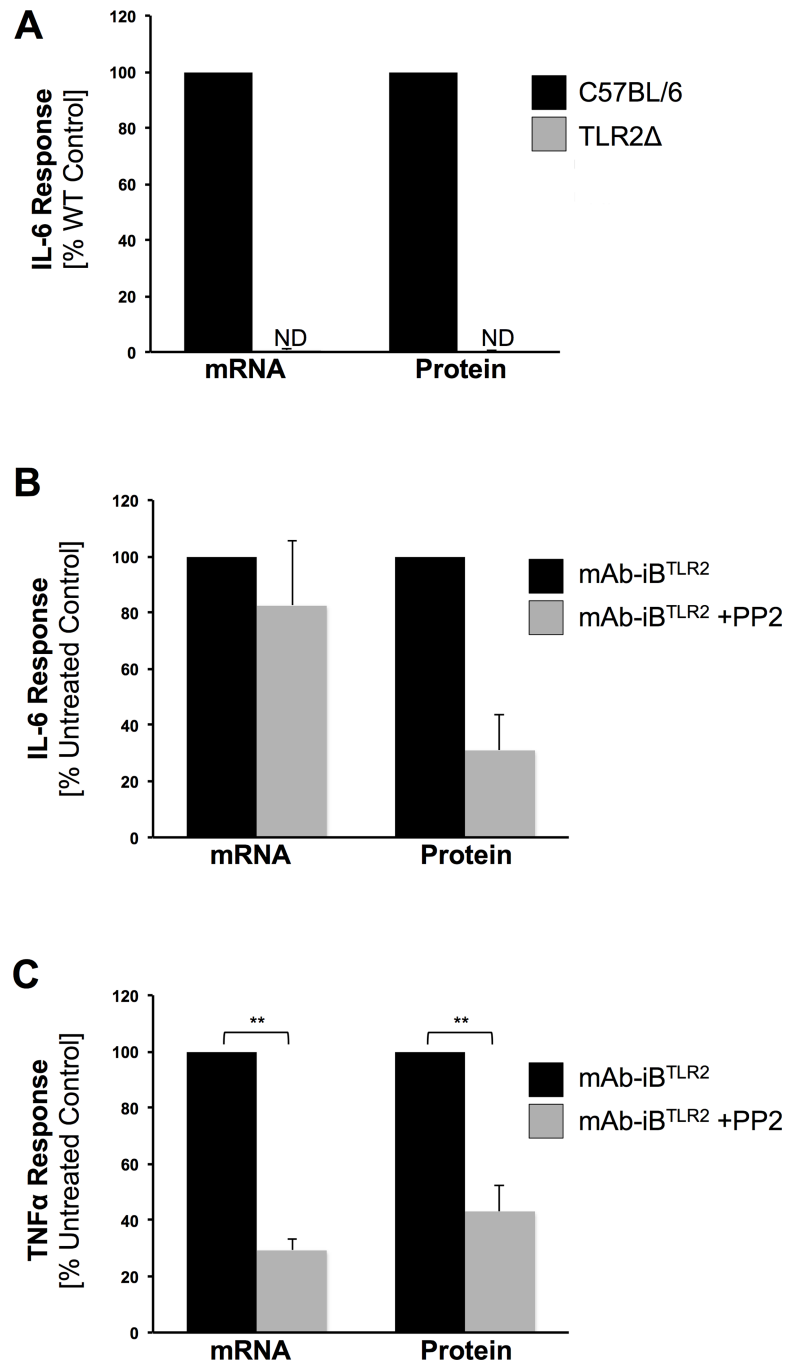 A
IL-6 Response
[% WT Control]
120
100
80
60
40
20
0
ND
ND
mRNA
Protein
C57BL/6
TLR2Δ
B
IL-6 Response
[% Untreated Control]
120
100
80
60
40
20
0
mRNA
Protein
mAb-iBTLR2
mAb-iBTLR2 +PP2
C
TNFα Response
[% Untreated Control]
120
100
80
60
40
20
0
**
**
mRNA
Protein
mAb-iBTLR2
mAb-iBTLR2 +PP2